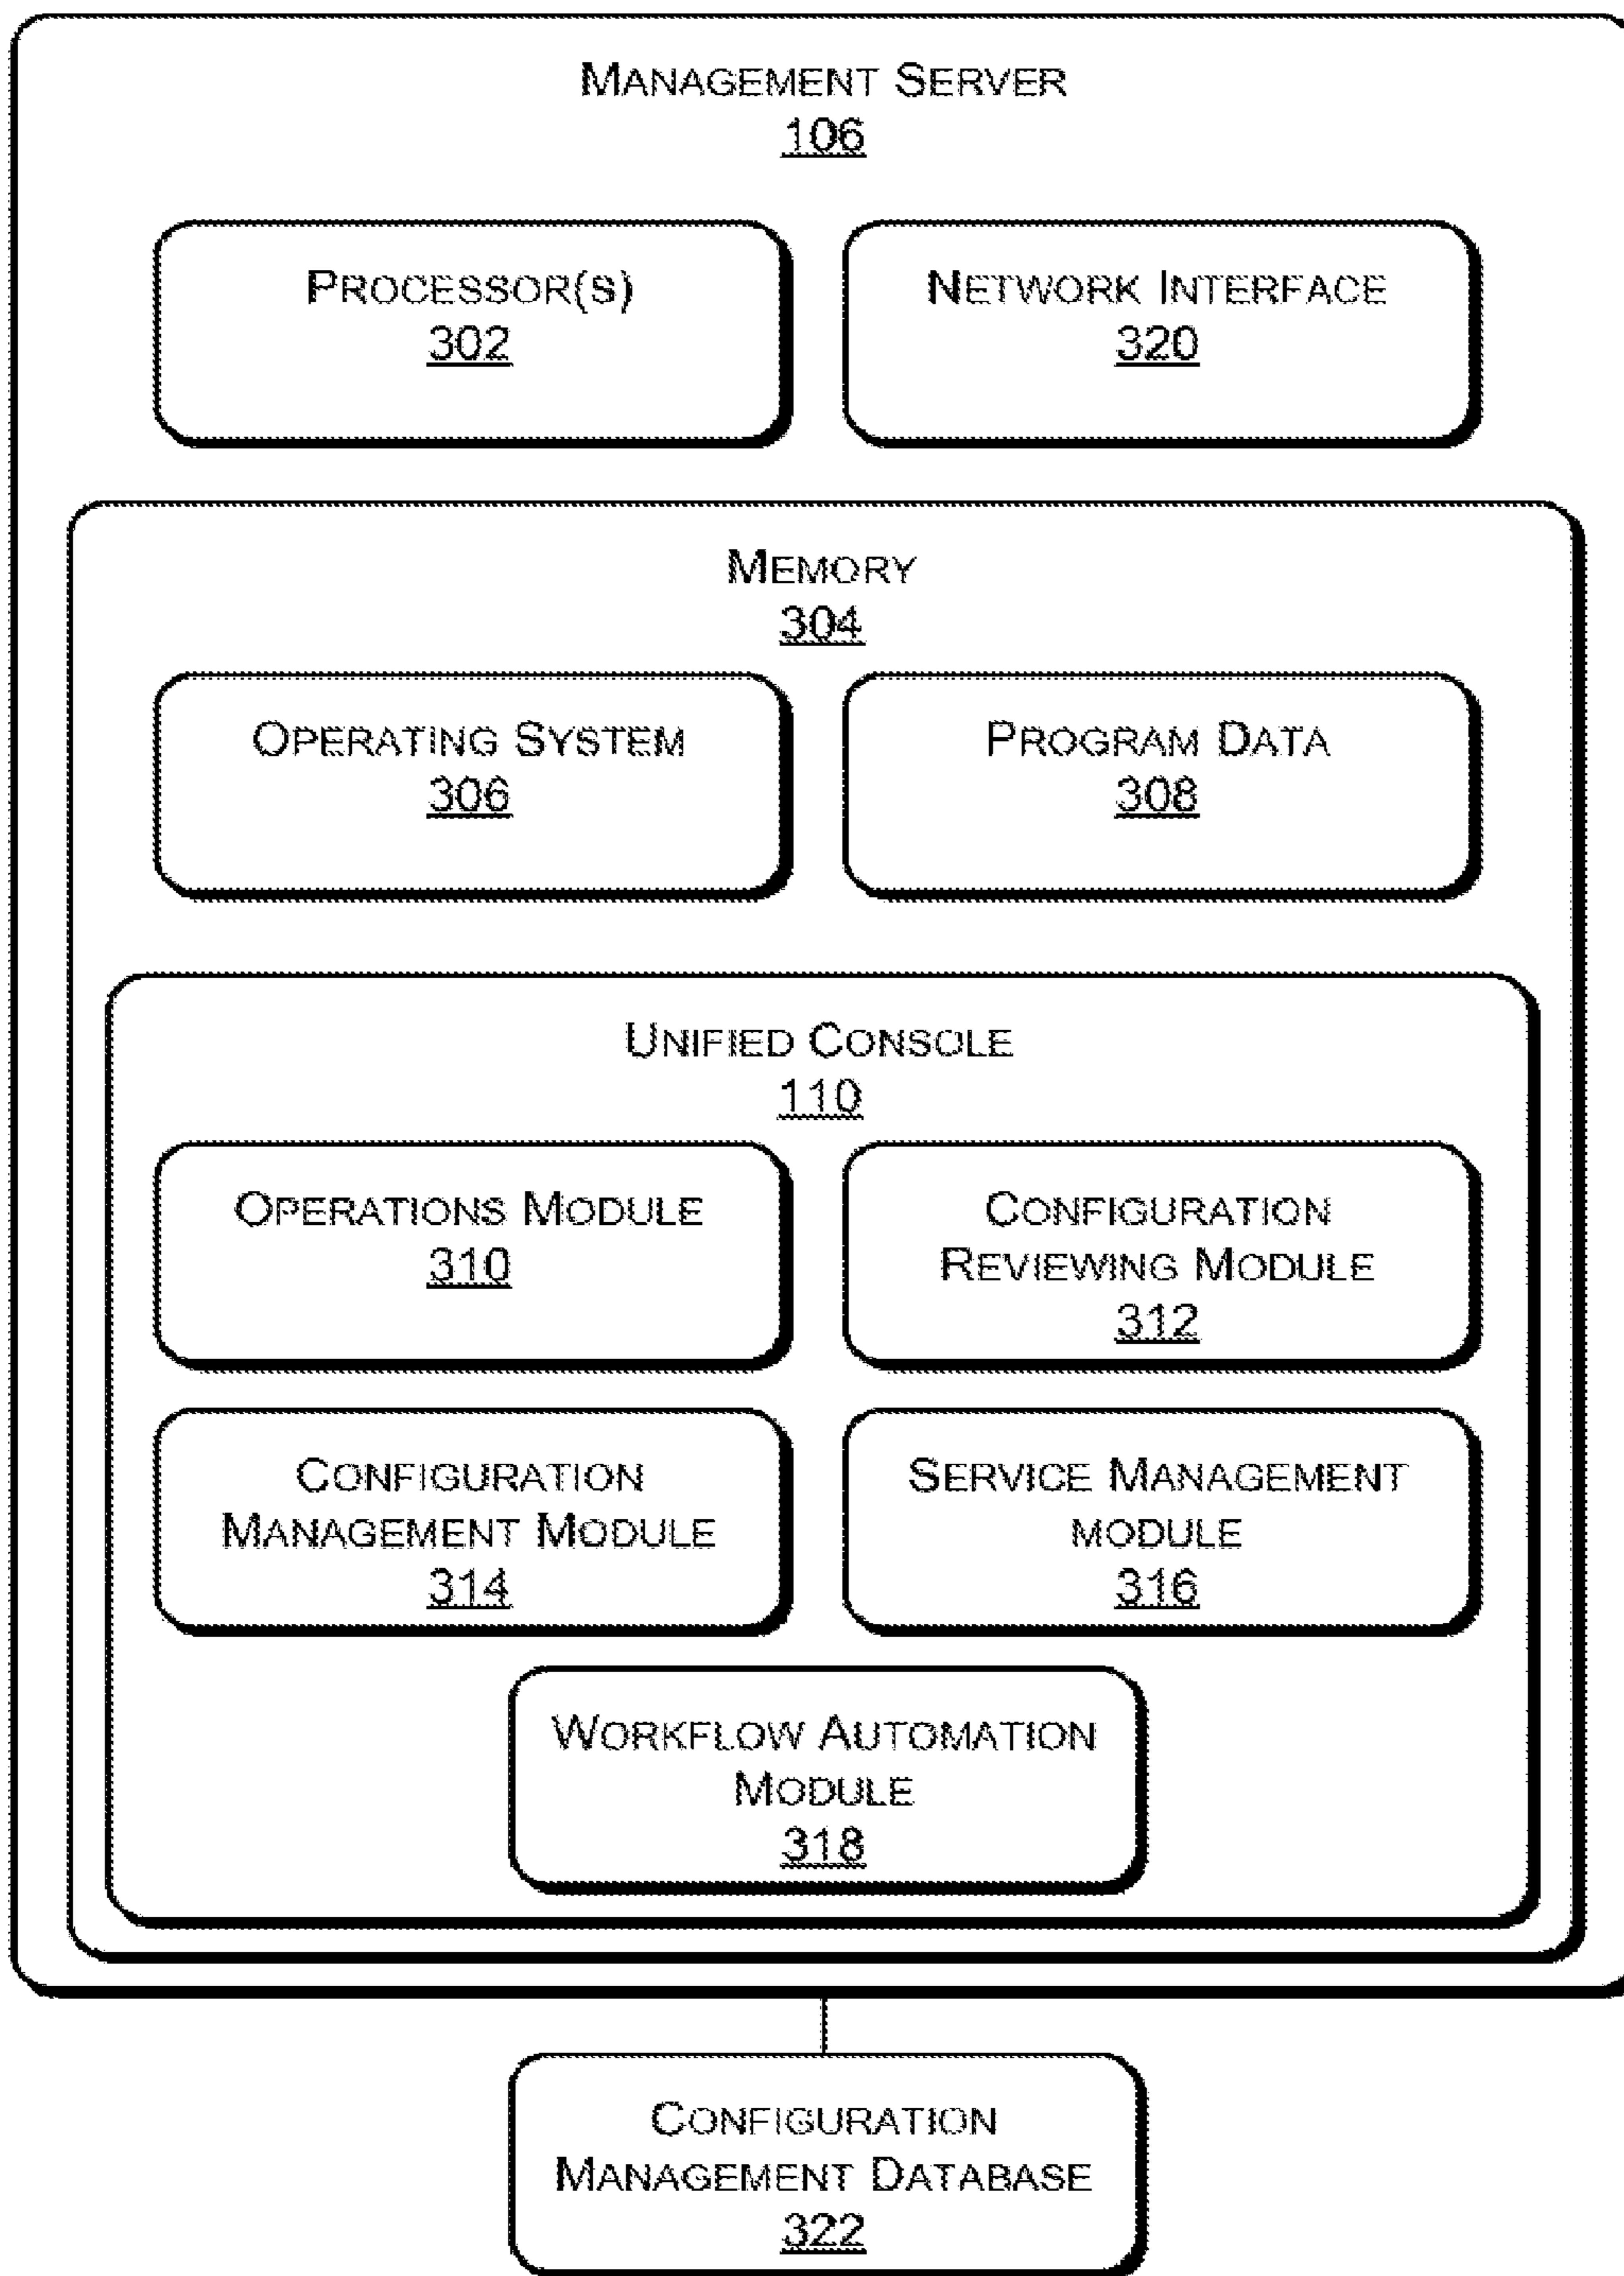 MANAGEMENT SERVER
106
PROCESSOR(S)
302
NETWORK INTERFACE
320
MEMORY
304
OPERATING SYSTEM
306
PROGRAM DATA
308
UNIFIED CONSOLE
110
OPERATIONS MODULE
310
CONFIGURATION
REVIEWING MODULE
312
CONFIGURATION
MANAGEMENT MODULE
314
SERVICE MANAGEMENT
MODULE
316
WORKFLOW AUTOMATION
MODULE
318
CONFIGURATION
MANAGEMENT DATABASE
322